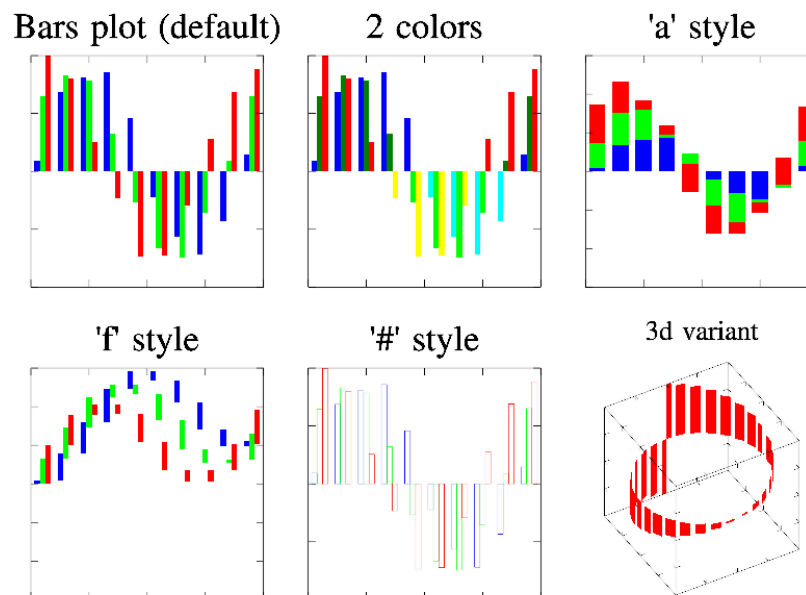 Bars plot (default)
2 colors
'a' style
'f' style
'#' style
3d variant